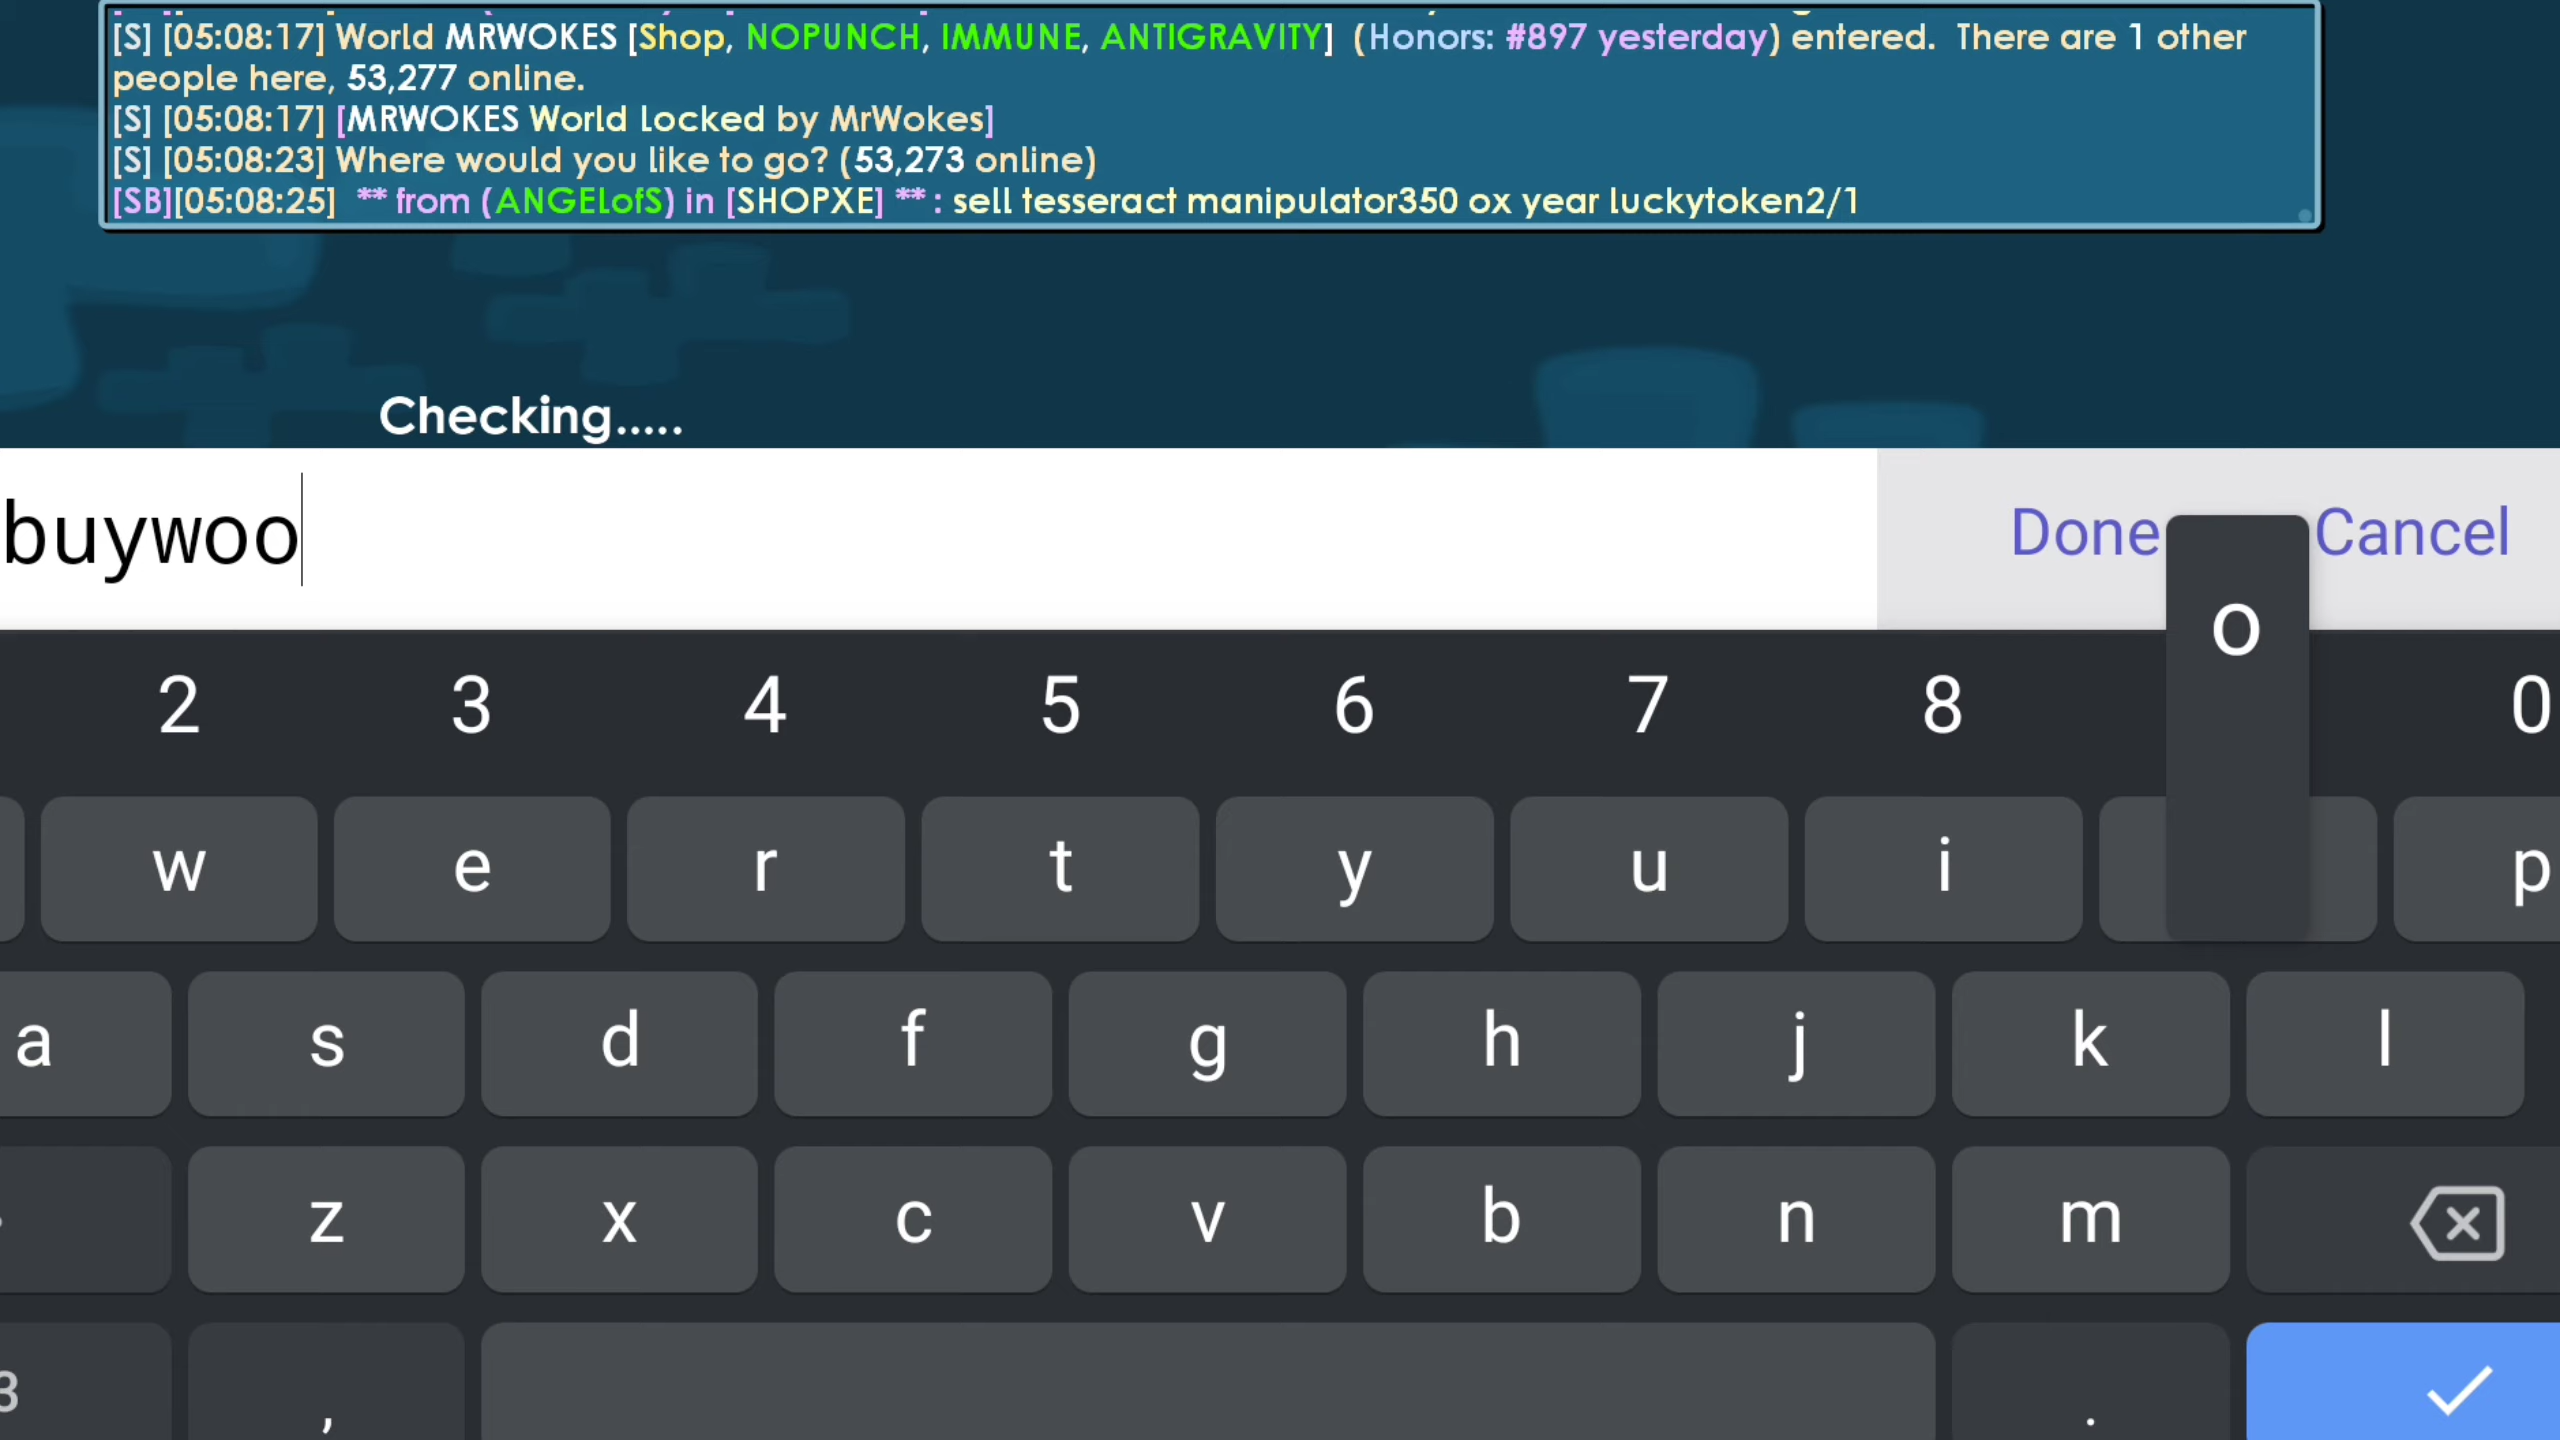 [S] [05:08:17] World MRWOKES [Shop, NOPUNCH, IMMUNE, ANTIGRAVITY] (Honors: #897 yesterday) entered. There are 1 other
people here, 53,277 online.
[S] [05:08:17] [MRWOKES World Locked by MrWokes]
[S] [05:08:23] Where would you like to go? (53,273 online)
[SB][05:08:25] ** from (ANGELofS) in [SHOPXE] ** : sell tesseract manipulator350 ox year luckytoken2/1
Checking.....
buywoo Done Cancel
o
2 3 4 5 6 7 8 0
w e r t y u i p
a s d f g h j k l
z x c v b n m
3 , .